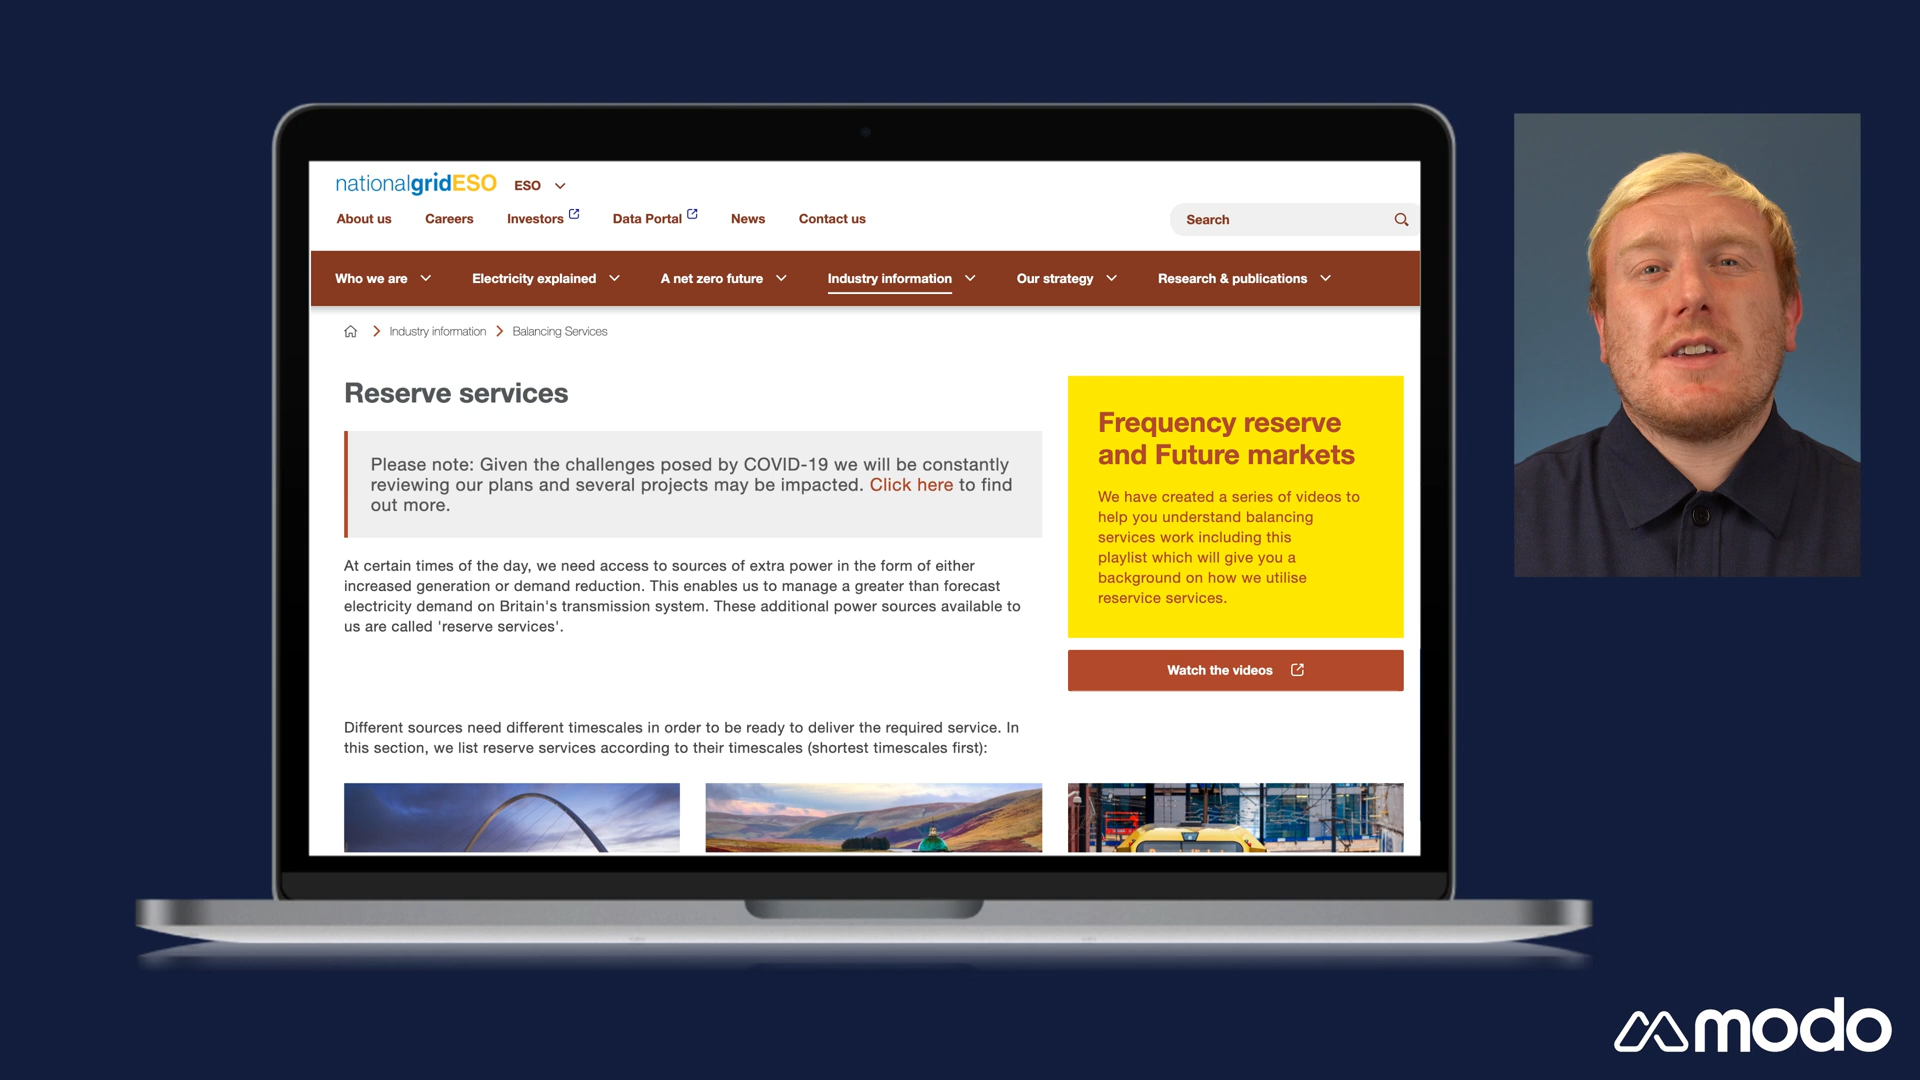 nationalgridESO ESO
About us Careers Investors Data Portal News Contact us Search
Who we are Electricity explained A net zero future Industry information Our strategy Research & publications
Industry information Balancing Services
Reserve services
Please note: Given the challenges posed by COVID-19 we will be constantly
reviewing our plans and several projects may be impacted. Click here to find
out more.
At certain times of the day, we need access to sources of extra power in the form of either
increased generation or demand reduction. This enables us to manage a greater than forecast
electricity demand on Britain's transmission system. These additional power sources available to
us are called 'reserve services'.
Different sources need different timescales in order to be ready to deliver the required service. In
this section, we list reserve services according to their timescales (shortest timescales first):
Frequency reserve
and Future markets
We have created a series of videos to
help you understand balancing
services work including this
playlist which will give you a
background on how we utilise
reservice services.
Watch the videos
modo